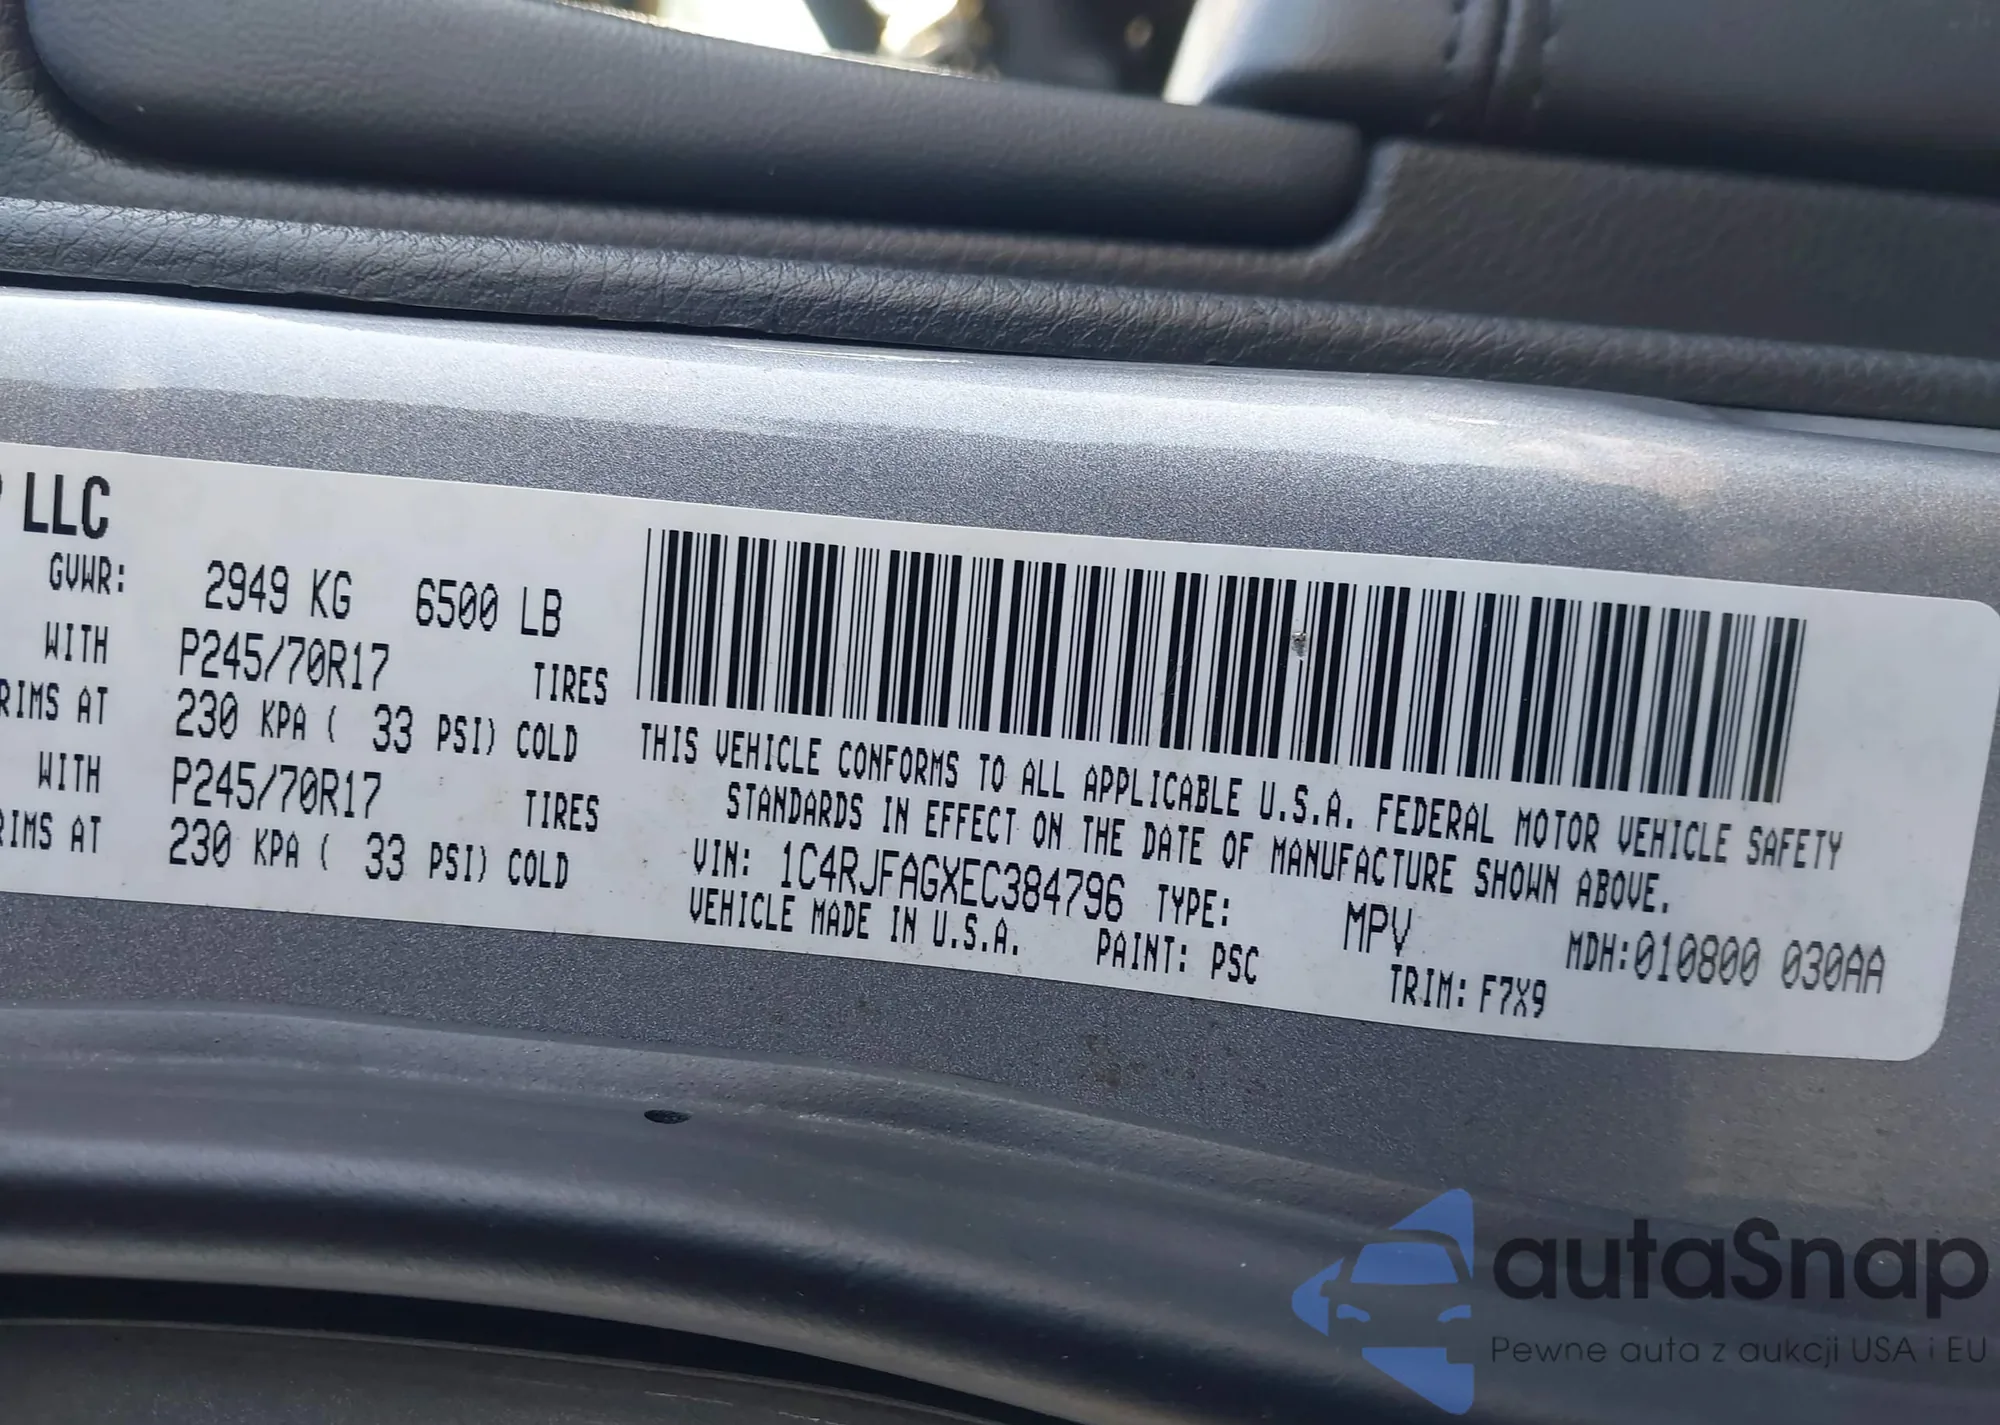 LLC
GVWR: 2949 KG 6500 LB
WITH P245/70R17 TIRES
RIMS AT 230 KPA ( 33 PSI) COLD
WITH P245/70R17 TIRES
RIMS AT 230 KPA ( 33 PSI) COLD
THIS VEHICLE CONFORMS TO ALL APPLICABLE U.S.A. FEDERAL MOTOR VEHICLE SAFETY
STANDARDS IN EFFECT ON THE DATE OF MANUFACTURE SHOWN ABOVE.
VIN: 1C4RJFAGXEC384796 TYPE: MPV MDH:010800 030AA
VEHICLE MADE IN U.S.A. PAINT: PSC TRIM: F7X9
autaSnap
Pewne auta z aukcji USA i EU